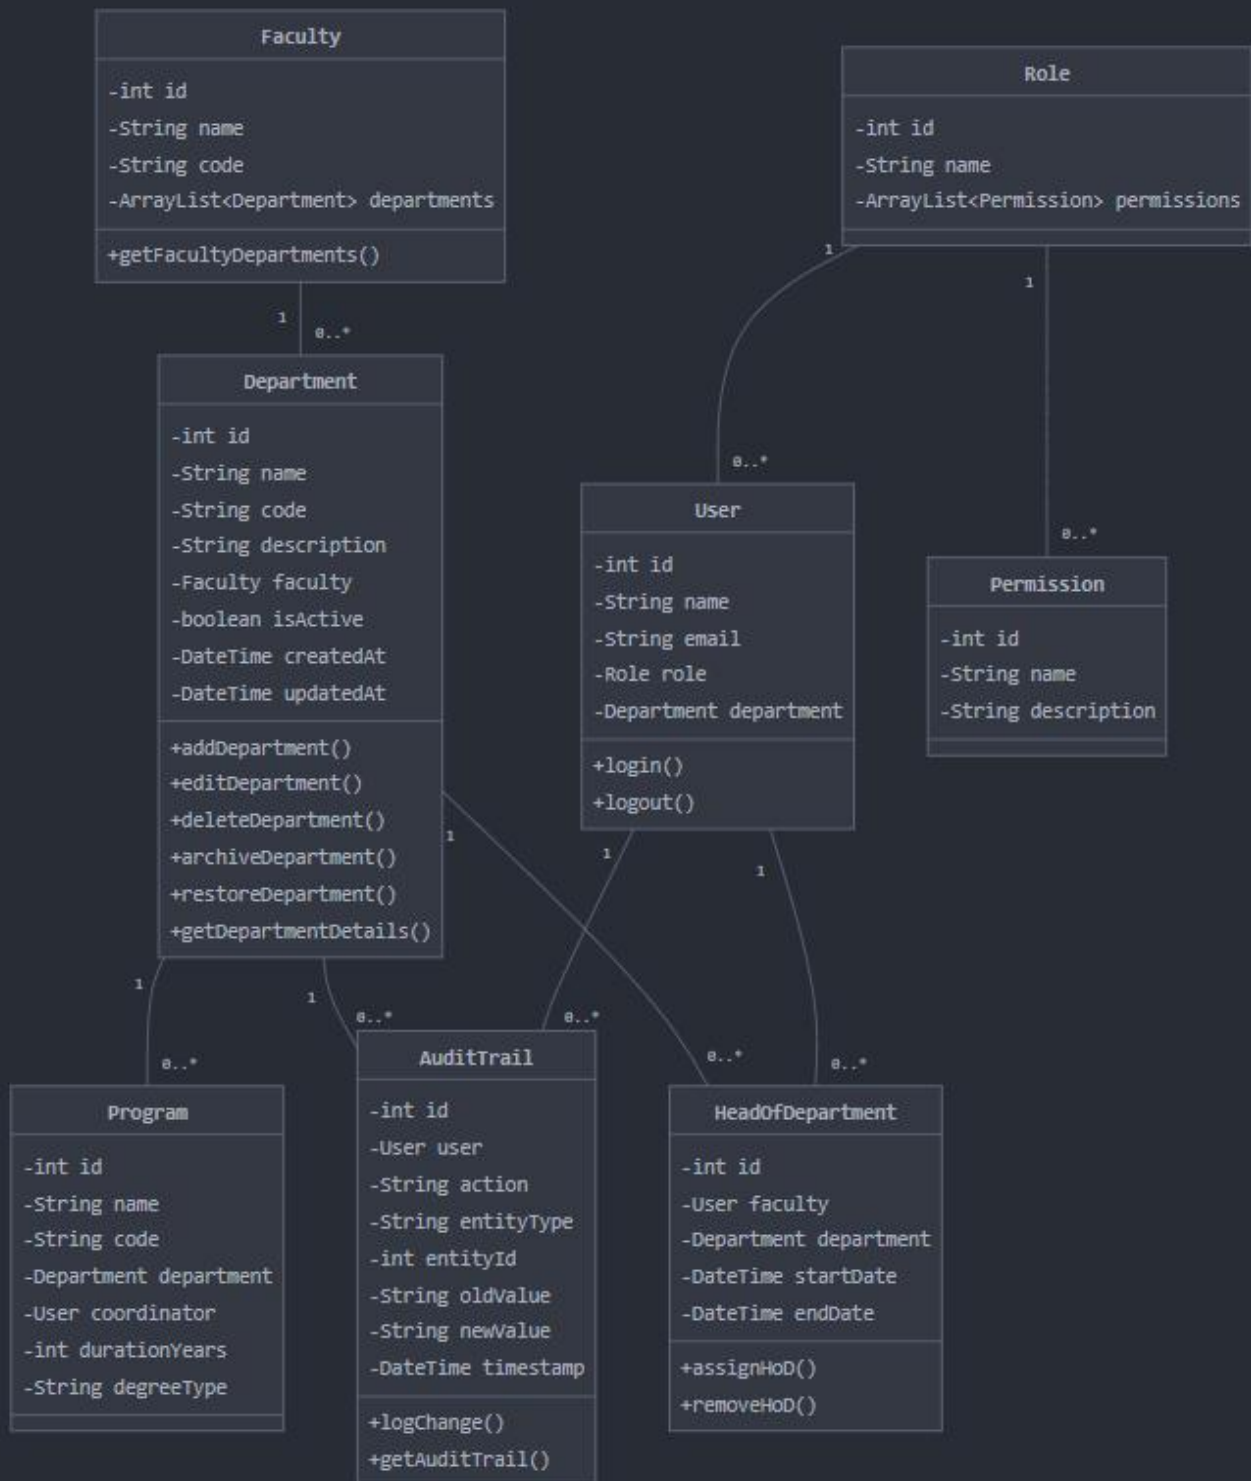 Faculty
-int id
-String name
-String code
-ArrayList<Department> departments
+getFacultyDepartments()
1
0..*
Role
-int id
-String name
-ArrayList<Permission> permissions
1
1
0..*
0..*
Department
-int id
-String name
-String code
-String description
-Faculty faculty
-boolean isActive
-DateTime createdAt
-DateTime updatedAt
+addDepartment()
+editDepartment()
+deleteDepartment()
+archiveDepartment()
+restoreDepartment()
+getDepartmentDetails()
User
-int id
-String name
-String email
-Role role
-Department department
+login()
+logout()
Permission
-int id
-String name
-String description
1
1
1
1
1
0..*
0..*
0..*
0..*
0..*
Program
-int id
-String name
-String code
-Department department
-User coordinator
-int durationYears
-String degreeType
AuditTrail
-int id
-User user
-String action
-String entityType
-int entityId
-String oldValue
-String newValue
-DateTime timestamp
+logChange()
+getAuditTrail()
HeadOfDepartment
-int id
-User faculty
-Department department
-DateTime startDate
-DateTime endDate
+assignHoD()
+removeHoD()